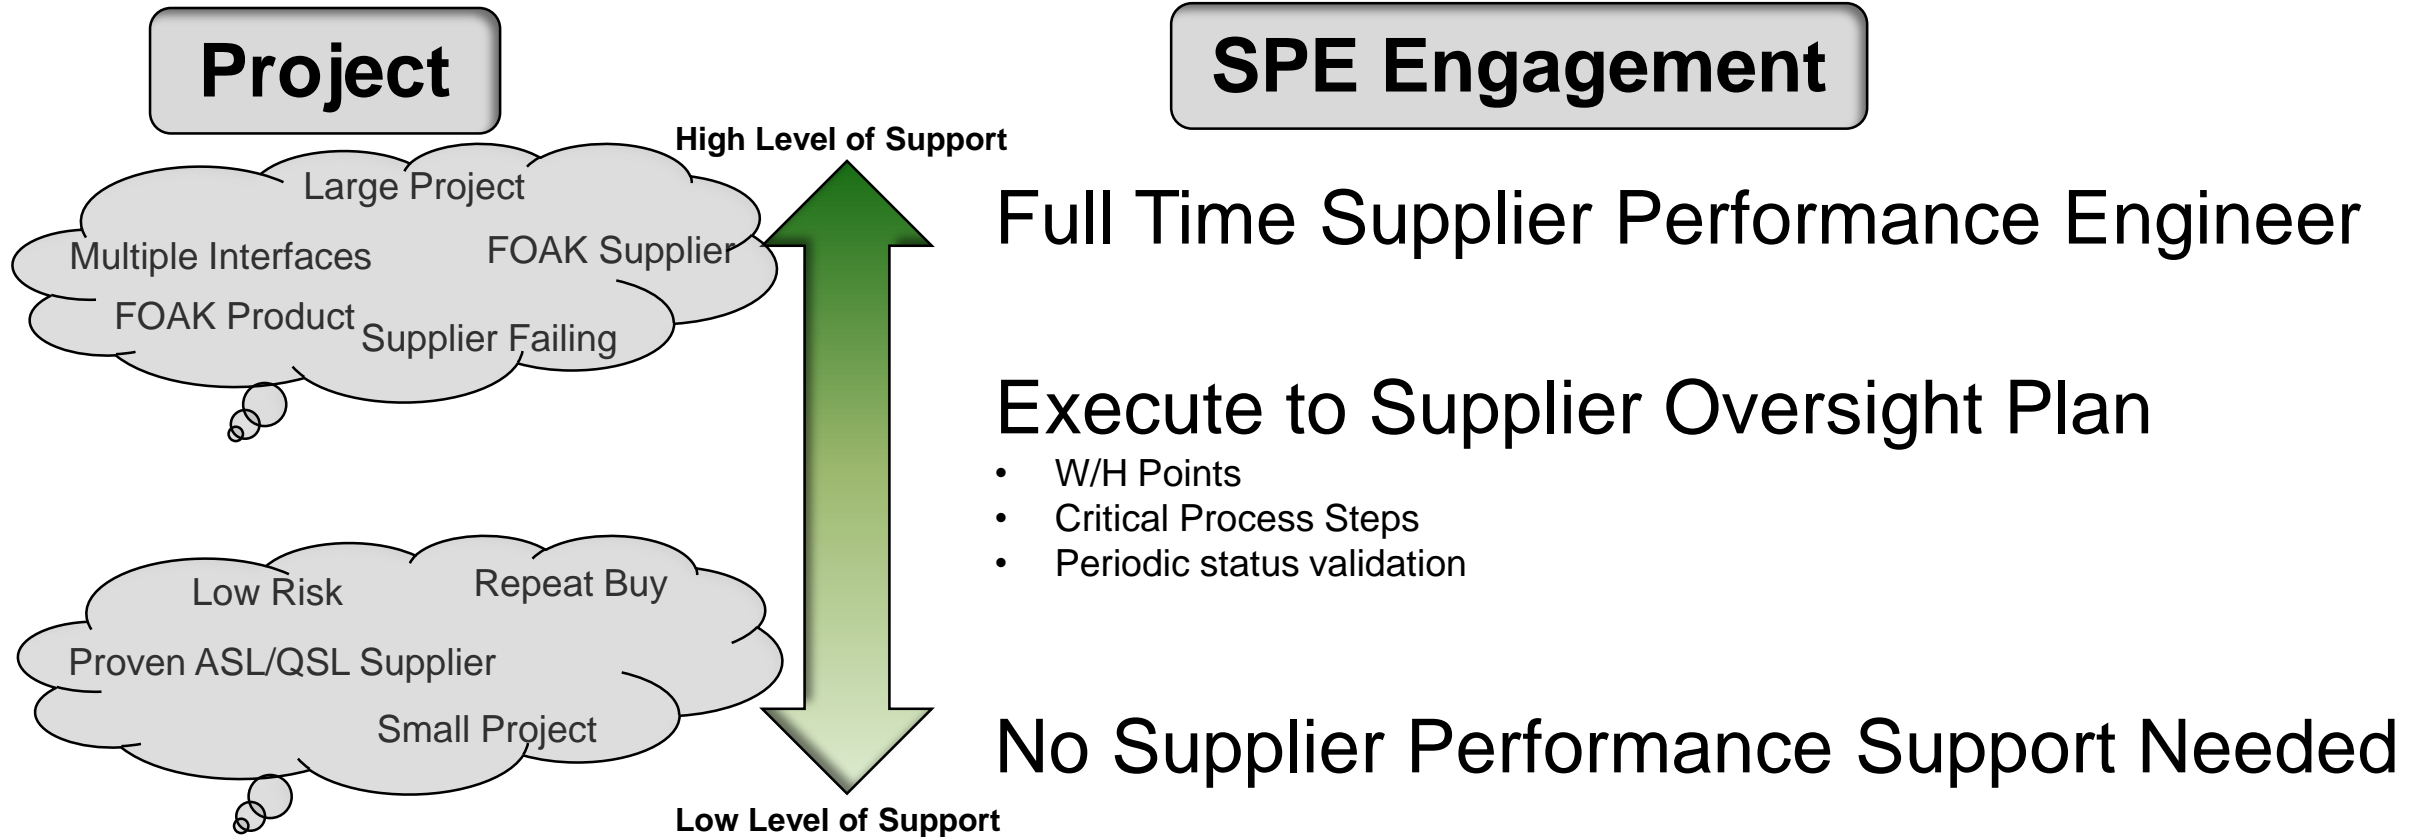 Project
SPE Engagement
High Level of Support
Large Project
Multiple Interfaces
FOAK Supplier
FOAK Product
Supplier Failing
Full Time Supplier Performance Engineer
Execute to Supplier Oversight Plan
• W/H Points
• Critical Process Steps
• Periodic status validation
Low Risk
Repeat Buy
Proven ASL/QSL Supplier
Small Project
No Supplier Performance Support Needed
Low Level of Support